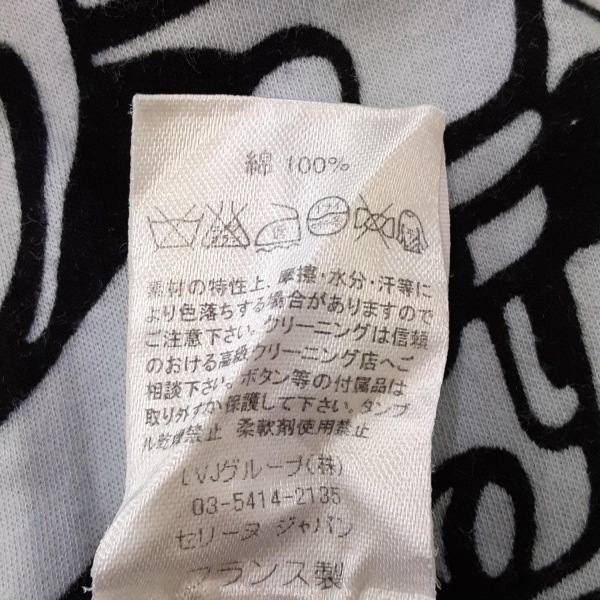 綿 100%
素材の特性上、摩擦・水分・汗等に
より色落ちする場合がありますので
ご注意下さい。クリーニングは信頼
のおける高級クリーニング店へご
相談下さい。ボタン等の付属品は
取り外すか保護して下さい。タンブ
ル乾燥禁止 柔軟剤使用禁止
LVJグループ(株)
03-5414-2135
セリーヌ ジャパン
フランス製